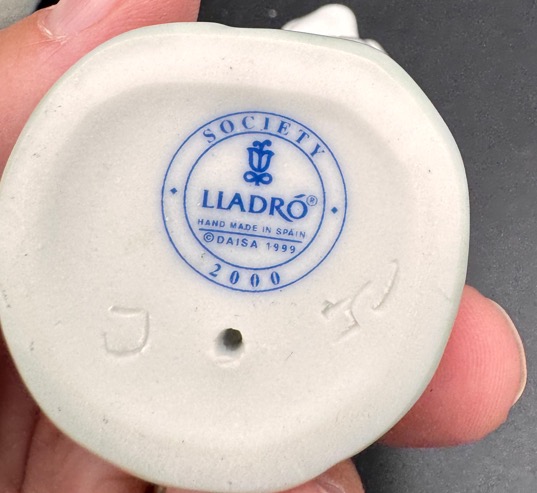 SOCIETY
LLADRÓ®
HAND MADE IN SPAIN
©DAISA 1999
2000